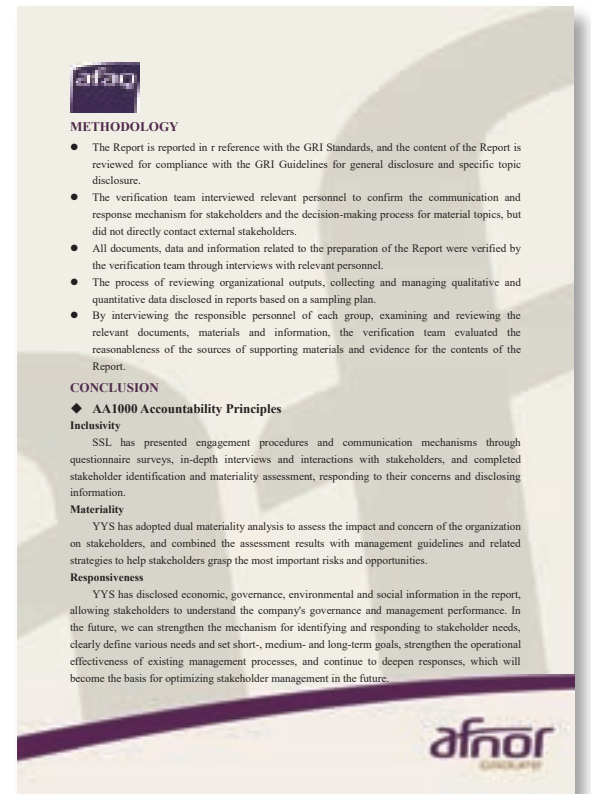 afaq
METHODOLOGY
● The Report is reported in r reference with the GRI Standards, and the content of the Report is
reviewed for compliance with the GRI Guidelines for general disclosure and specific topic
disclosure.
● The verification team interviewed relevant personnel to confirm the communication and
response mechanism for stakeholders and the decision-making process for material topics, but
did not directly contact external stakeholders.
● All documents, data and information related to the preparation of the Report were verified by
the verification team through interviews with relevant personnel.
● The process of reviewing organizational outputs, collecting and managing qualitative and
quantitative data disclosed in reports based on a sampling plan.
● By interviewing the responsible personnel of each group, examining and reviewing the
relevant documents, materials and information, the verification team evaluated the
reasonableness of the sources of supporting materials and evidence for the contents of the
Report.
CONCLUSION
◆ AA1000 Accountability Principles
Inclusivity
SSL has presented engagement procedures and communication mechanisms through
questionnaire surveys, in-depth interviews and interactions with stakeholders, and completed
stakeholder identification and materiality assessment, responding to their concerns and disclosing
information.
Materiality
YYS has adopted dual materiality analysis to assess the impact and concern of the organization
on stakeholders, and combined the assessment results with management guidelines and related
strategies to help stakeholders grasp the most important risks and opportunities.
Responsiveness
YYS has disclosed economic, governance, environmental and social information in the report,
allowing stakeholders to understand the company's governance and management performance. In
the future, we can strengthen the mechanism for identifying and responding to stakeholder needs,
clearly define various needs and set short-, medium- and long-term goals, strengthen the operational
effectiveness of existing management processes, and continue to deepen responses, which will
become the basis for optimizing stakeholder management in the future.
afnor
GROUPE